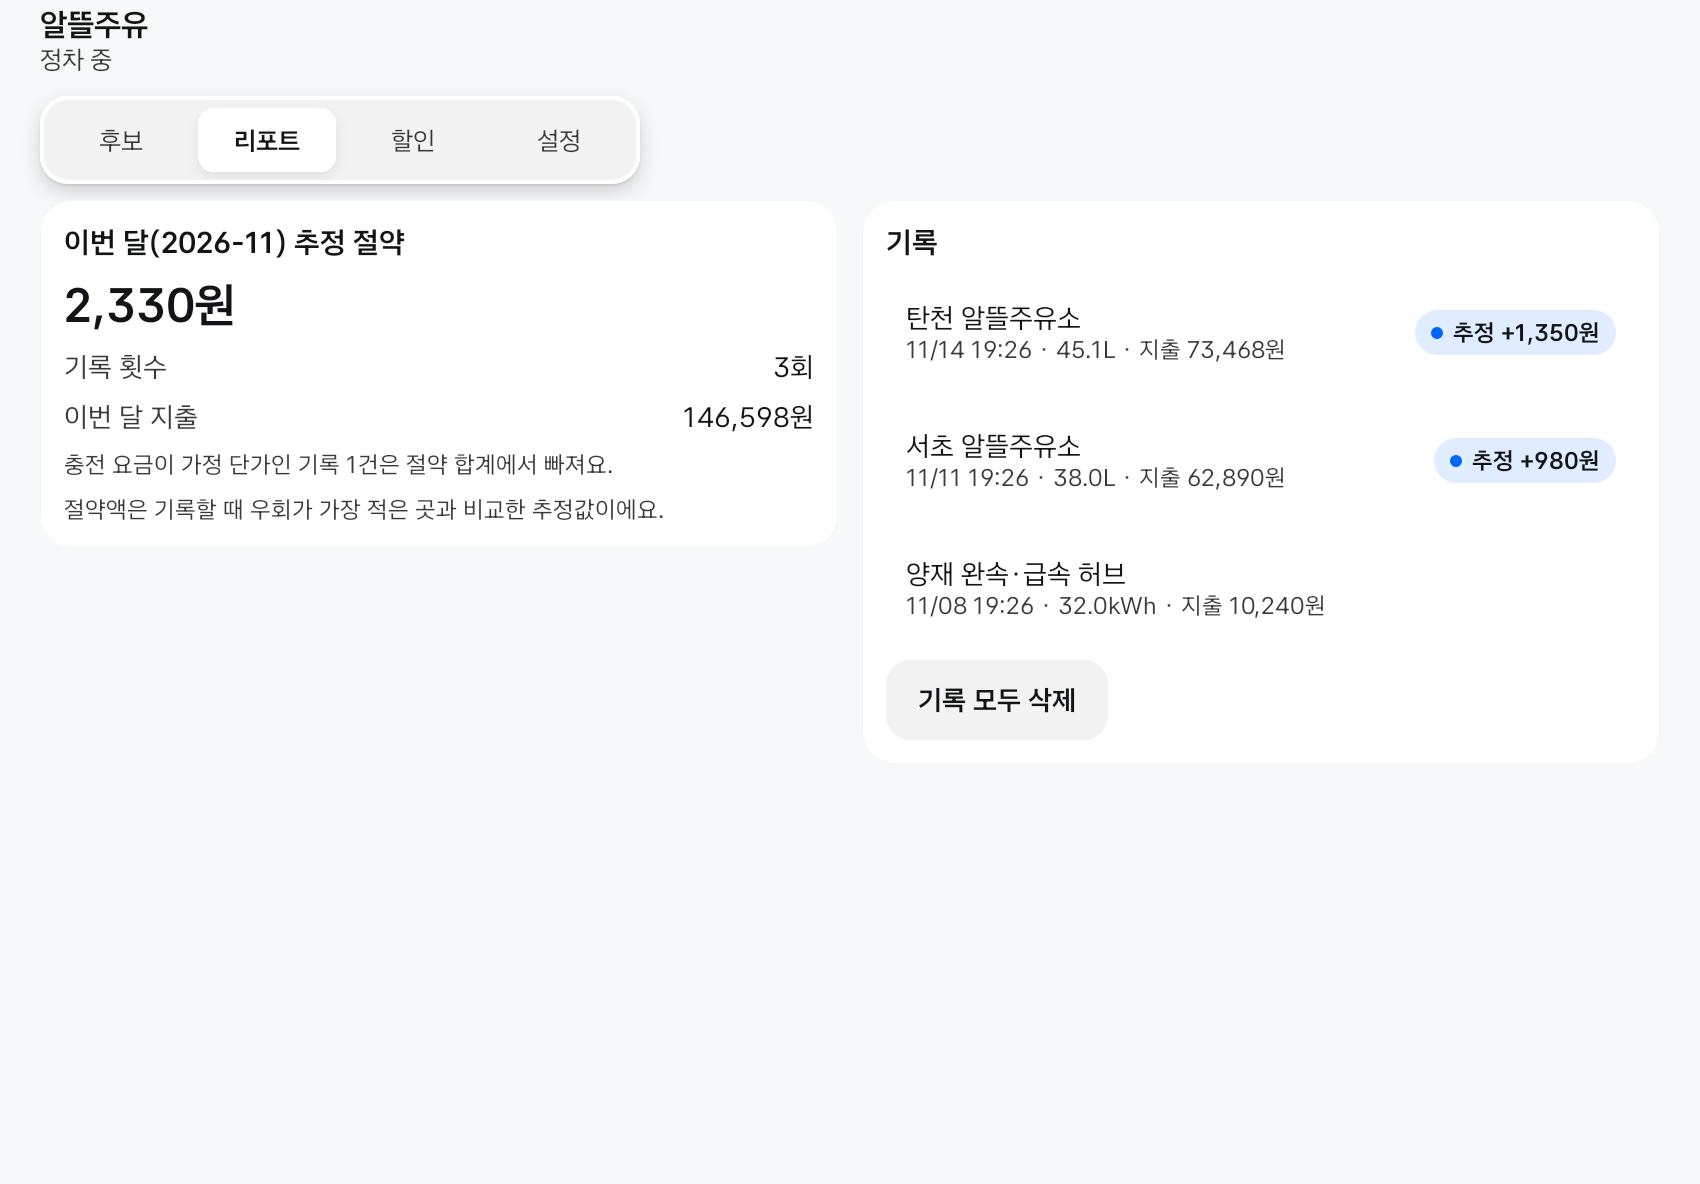 알뜰주유
정차 중
후보
리포트
할인
설정
이번 달(2026-11) 추정 절약
2,330원
기록 횟수
3회
이번 달 지출
146,598원
충전 요금이 가정 단가인 기록 1건은 절약 합계에서 빠져요.
절약액은 기록할 때 우회가 가장 적은 곳과 비교한 추정값이에요.
기록
탄천 알뜰주유소
11/14 19:26 · 45.1L · 지출 73,468원
추정 +1,350원
서초 알뜰주유소
11/11 19:26 · 38.0L · 지출 62,890원
추정 +980원
양재 완속·급속 허브
11/08 19:26 · 32.0kWh · 지출 10,240원
기록 모두 삭제